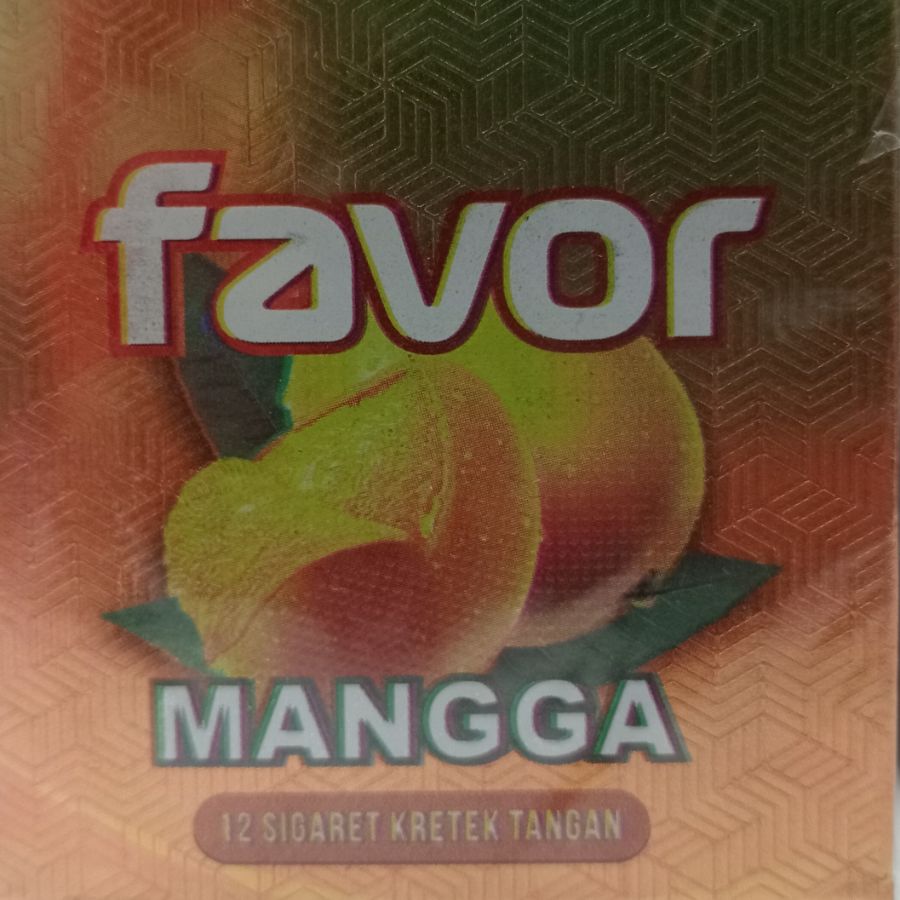 favor
MANGGA
12 SIGARET KRETEK TANGAN